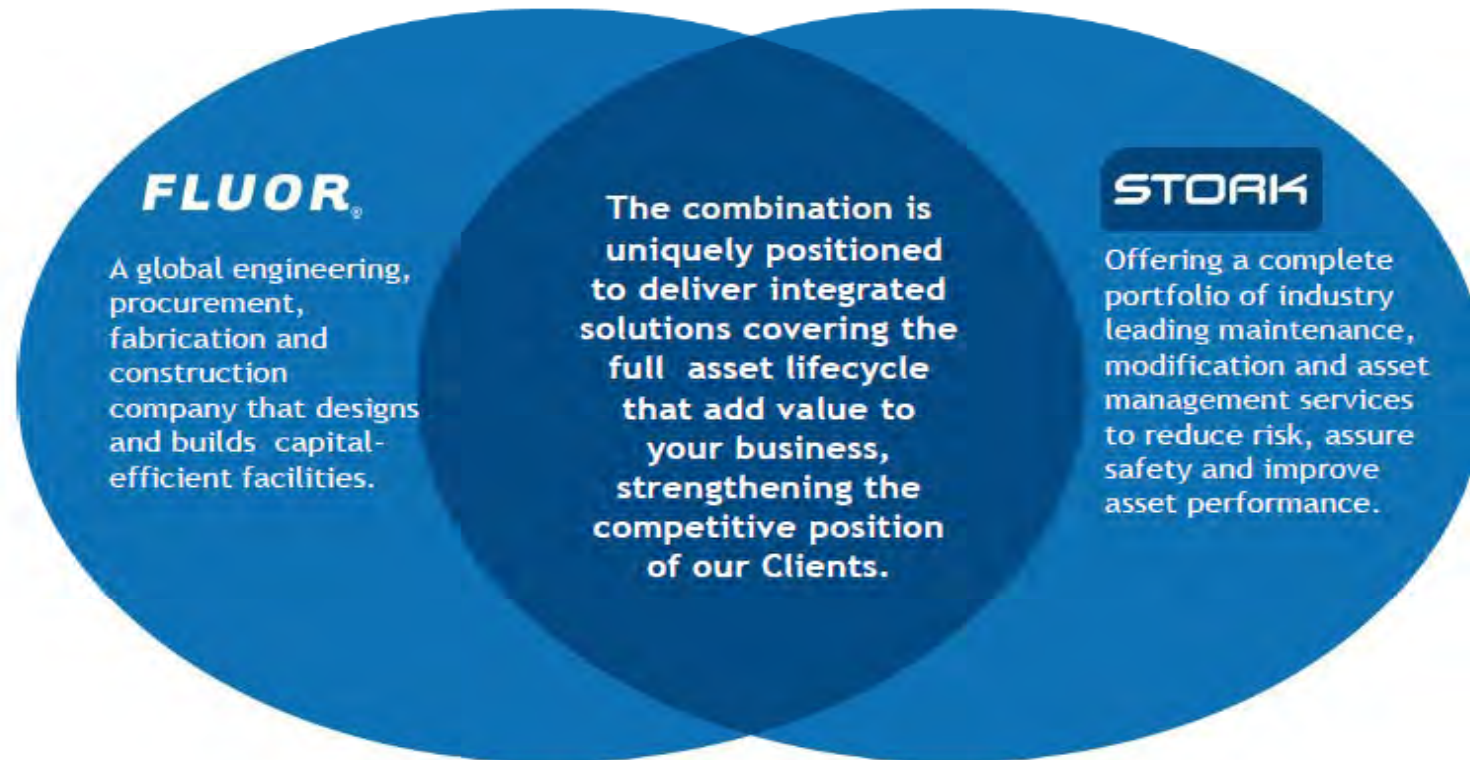 FLUOR®
A global engineering,
procurement,
fabrication and
construction
company that designs
and builds capital-
efficient facilities.
The combination is
uniquely positioned
to deliver integrated
solutions covering the
full asset lifecycle
that add value to
your business,
strengthening the
competitive position
of our Clients.
STORK
Offering a complete
portfolio of industry
leading maintenance,
modification and asset
management services
to reduce risk, assure
safety and improve
asset performance.